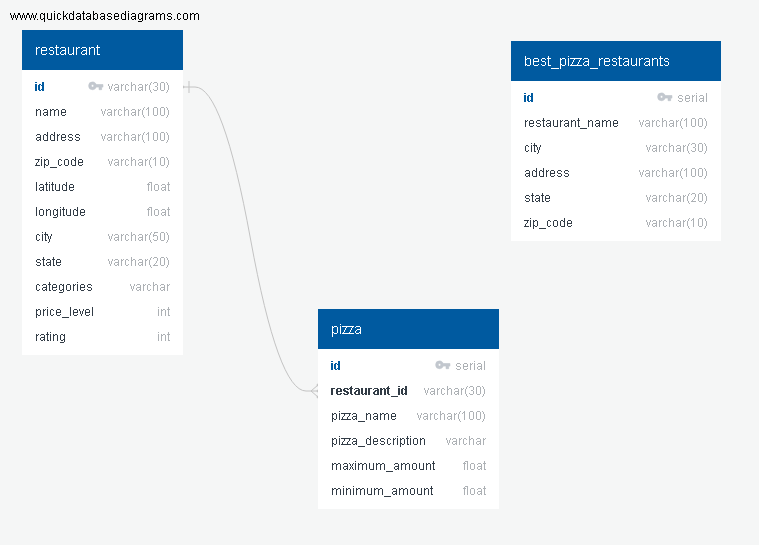 www.quickdatabasediagrams.com
restaurant
id varchar(30)
name varchar(100)
address varchar(100)
zip_code varchar(10)
latitude float
longitude float
city varchar(50)
state varchar(20)
categories varchar
price_level int
rating int
best_pizza_restaurants
id serial
restaurant_name varchar(100)
city varchar(30)
address varchar(100)
state varchar(20)
zip_code varchar(10)
pizza
id serial
restaurant_id varchar(30)
pizza_name varchar(100)
pizza_description varchar
maximum_amount float
minimum_amount float